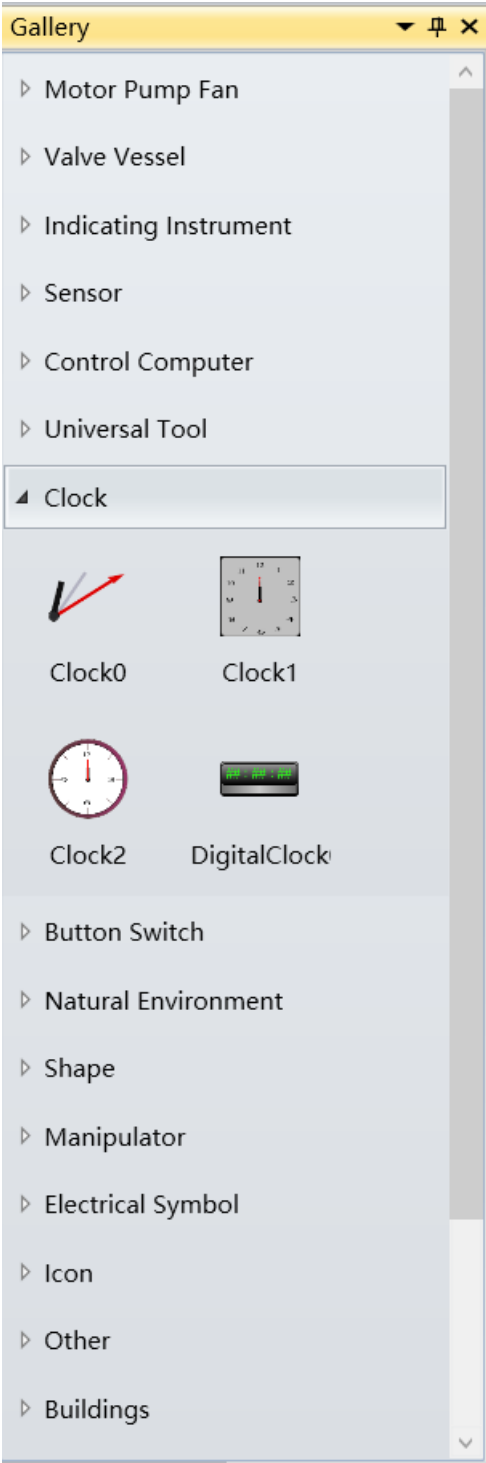 Gallery
Motor Pump Fan
Valve Vessel
Indicating Instrument
Sensor
Control Computer
Universal Tool
Clock
Clock0 Clock1
Clock2 DigitalClock
Button Switch
Natural Environment
Shape
Manipulator
Electrical Symbol
Icon
Other
Buildings